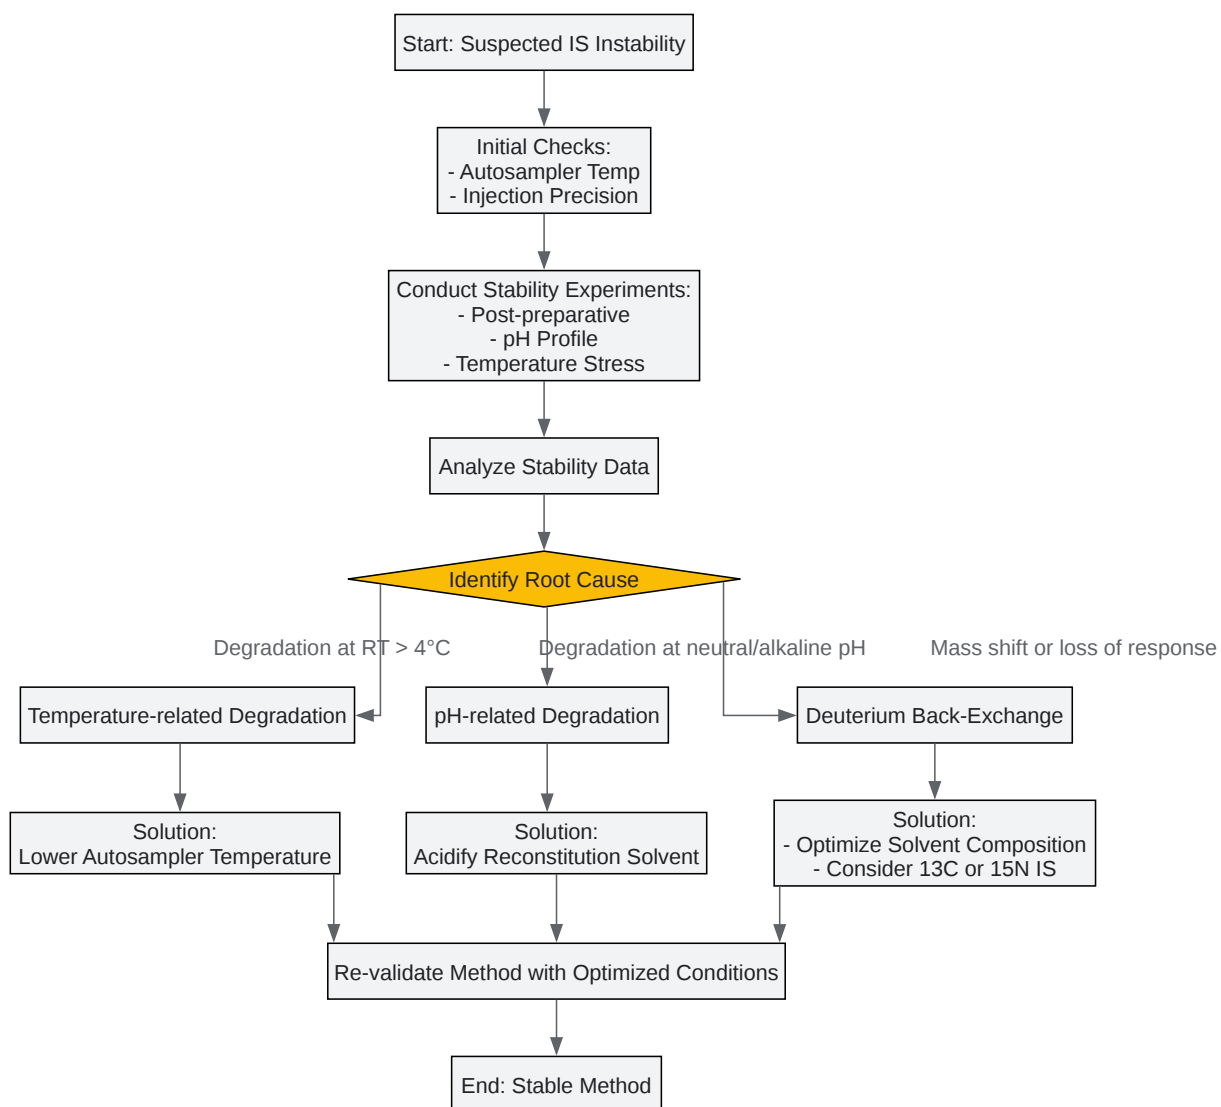 Start: Suspected IS Instability
Initial Checks:
- Autosampler Temp
- Injection Precision
Conduct Stability Experiments:
- Post-preparative
- pH Profile
- Temperature Stress
Analyze Stability Data
Identify Root Cause
Degradation at RT > 4°C
Degradation at neutral/alkaline pH
Mass shift or loss of response
Temperature-related Degradation
pH-related Degradation
Deuterium Back-Exchange
Solution:
Lower Autosampler Temperature
Solution:
Acidify Reconstitution Solvent
Solution:
- Optimize Solvent Composition
- Consider 13C or 15N IS
Re-validate Method with Optimized Conditions
End: Stable Method